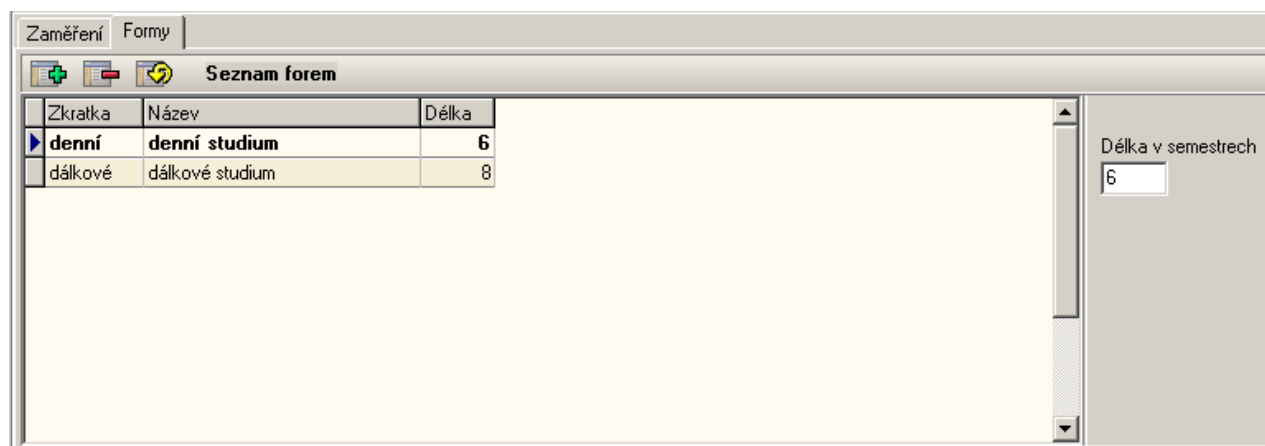 Zaměření Formy
Seznam forem
Zkratka Název Délka
denní denní studium 6
dálkové dálkové studium 8
Délka v semestrech
6